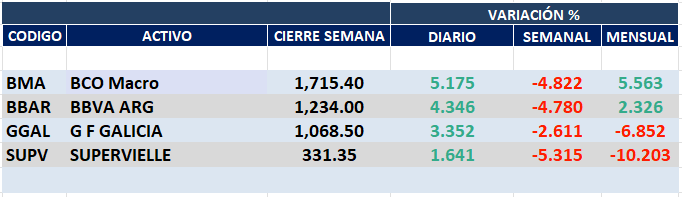 VARIACIÓN %
CODIGO ACTIVO CIERRE SEMANA DIARIO SEMANAL MENSUAL
BMA BCO Macro 1,715.40 5.175 -4.822 5.563
BBAR BBVA ARG 1,234.00 4.346 -4.780 2.326
GGAL G F GALICIA 1,068.50 3.352 -2.611 -6.852
SUPV SUPERVIELLE 331.35 1.641 -5.315 -10.203